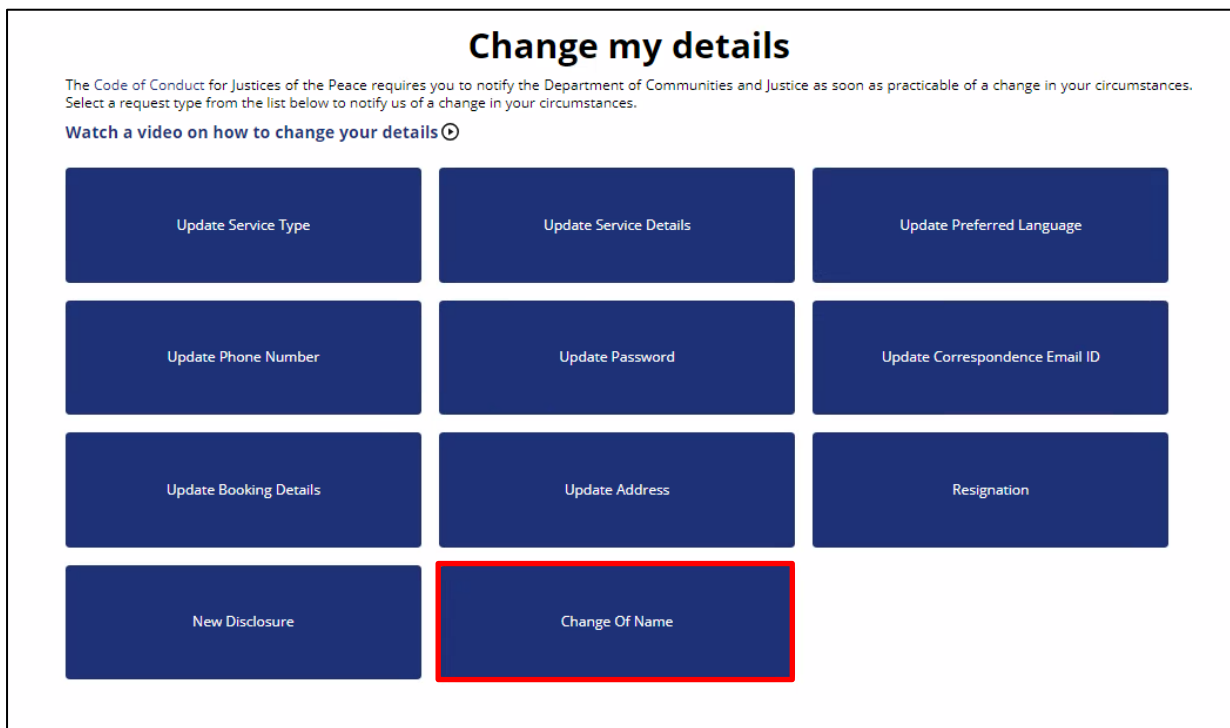 Change my details
The Code of Conduct for Justices of the Peace requires you to notify the Department of Communities and Justice as soon as practicable of a change in your circumstances.
Select a request type from the list below to notify us of a change in your circumstances.
Watch a video on how to change your details
Update Service Type
Update Service Details
Update Preferred Language
Update Phone Number
Update Password
Update Correspondence Email ID
Update Booking Details
Update Address
Resignation
New Disclosure
Change Of Name